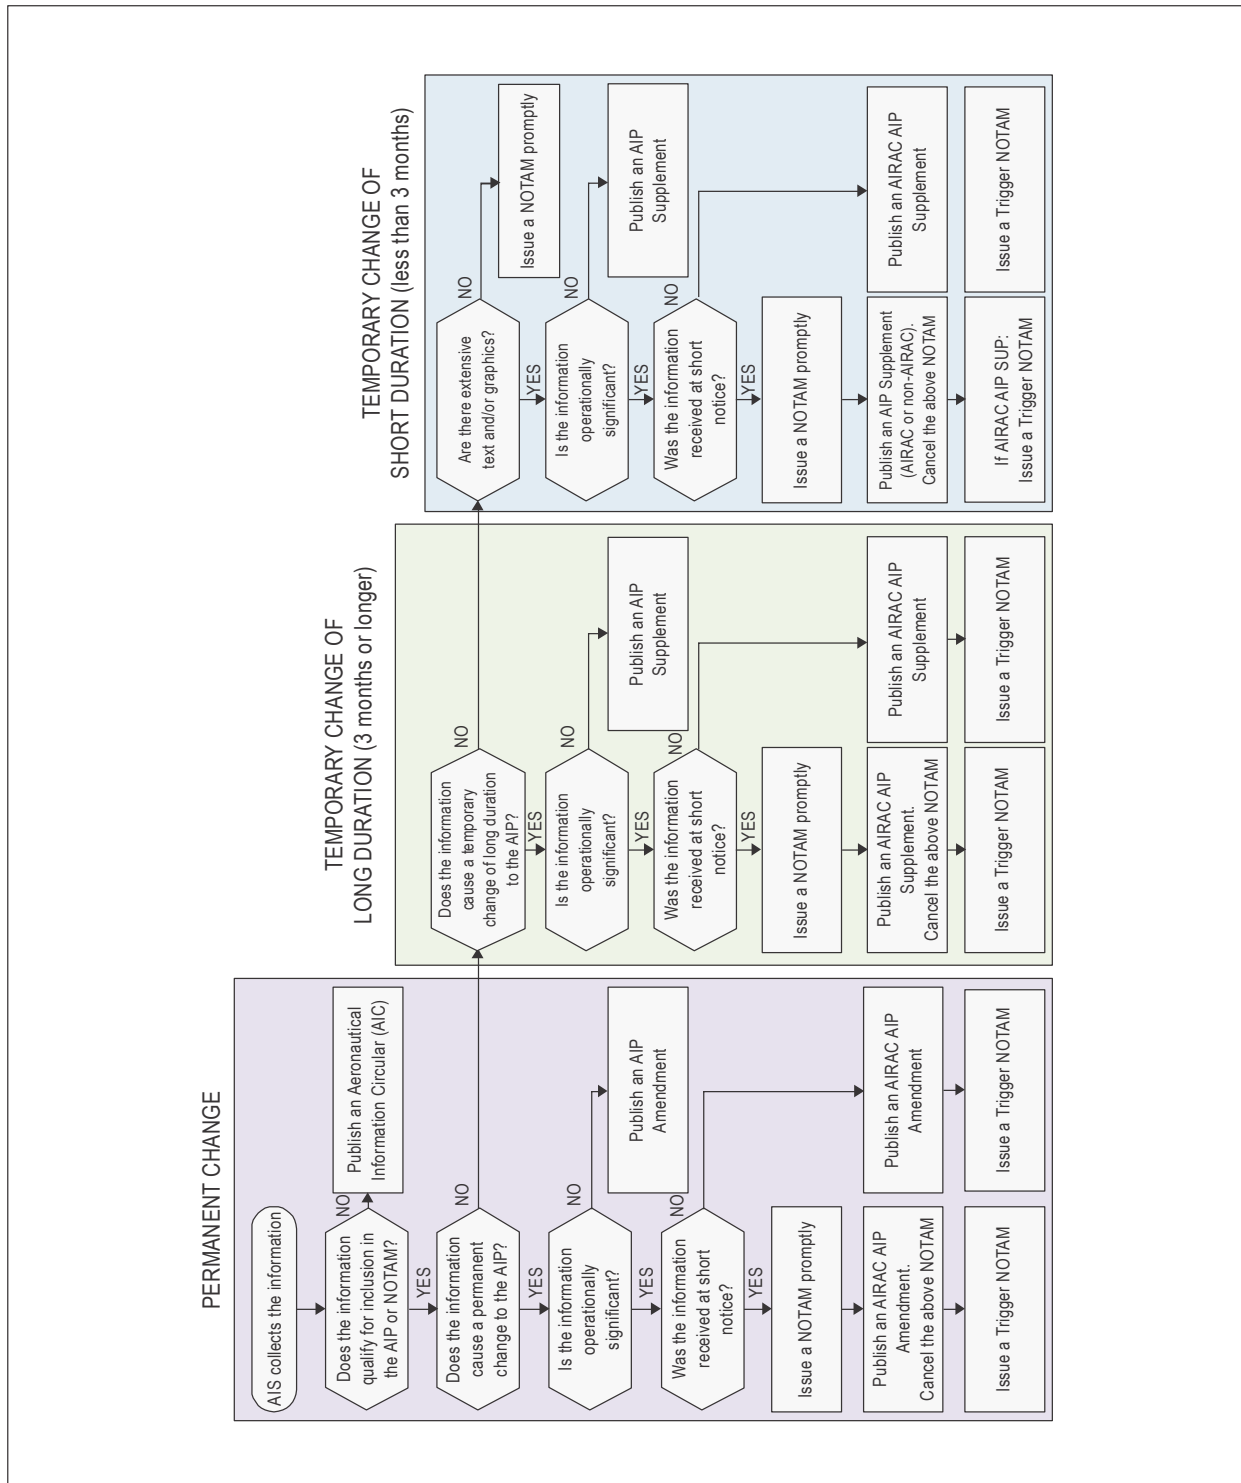 PERMANENT CHANGE
AIS collects the information
Does the information
qualify for inclusion in
the AIP or NOTAM?
NO
Publish an Aeronautical
Information Circular (AIC)
YES
Does the information
cause a permanent
change to the AIP?
NO
YES
Is the information
operationally
significant?
NO
Publish an AIP
Amendment
YES
Was the information
received at short
notice?
NO
YES
Issue a NOTAM promptly
Publish an AIRAC AIP
Amendment.
Cancel the above NOTAM
Publish an AIRAC AIP
Amendment
Issue a Trigger NOTAM
Issue a Trigger NOTAM
TEMPORARY CHANGE OF
LONG DURATION (3 months or longer)
Does the information
cause a temporary
change of long duration
to the AIP?
NO
YES
Is the information
operationally
significant?
NO
Publish an AIP
Supplement
YES
Was the information
received at short
notice?
NO
YES
Issue a NOTAM promptly
Publish an AIRAC AIP
Supplement.
Cancel the above NOTAM
Publish an AIRAC AIP
Supplement
Issue a Trigger NOTAM
Issue a Trigger NOTAM
TEMPORARY CHANGE OF
SHORT DURATION (less than 3 months)
Are there extensive
text and/or graphics?
NO
Issue a NOTAM promptly
YES
Is the information
operationally
significant?
NO
Publish an AIP
Supplement
YES
Was the information
received at short
notice?
NO
YES
Issue a NOTAM promptly
Publish an AIP Supplement
(AIRAC or non-AIRAC).
Cancel the above NOTAM
Publish an AIRAC AIP
Supplement
If AIRAC AIP SUP:
Issue a Trigger NOTAM
Issue a Trigger NOTAM